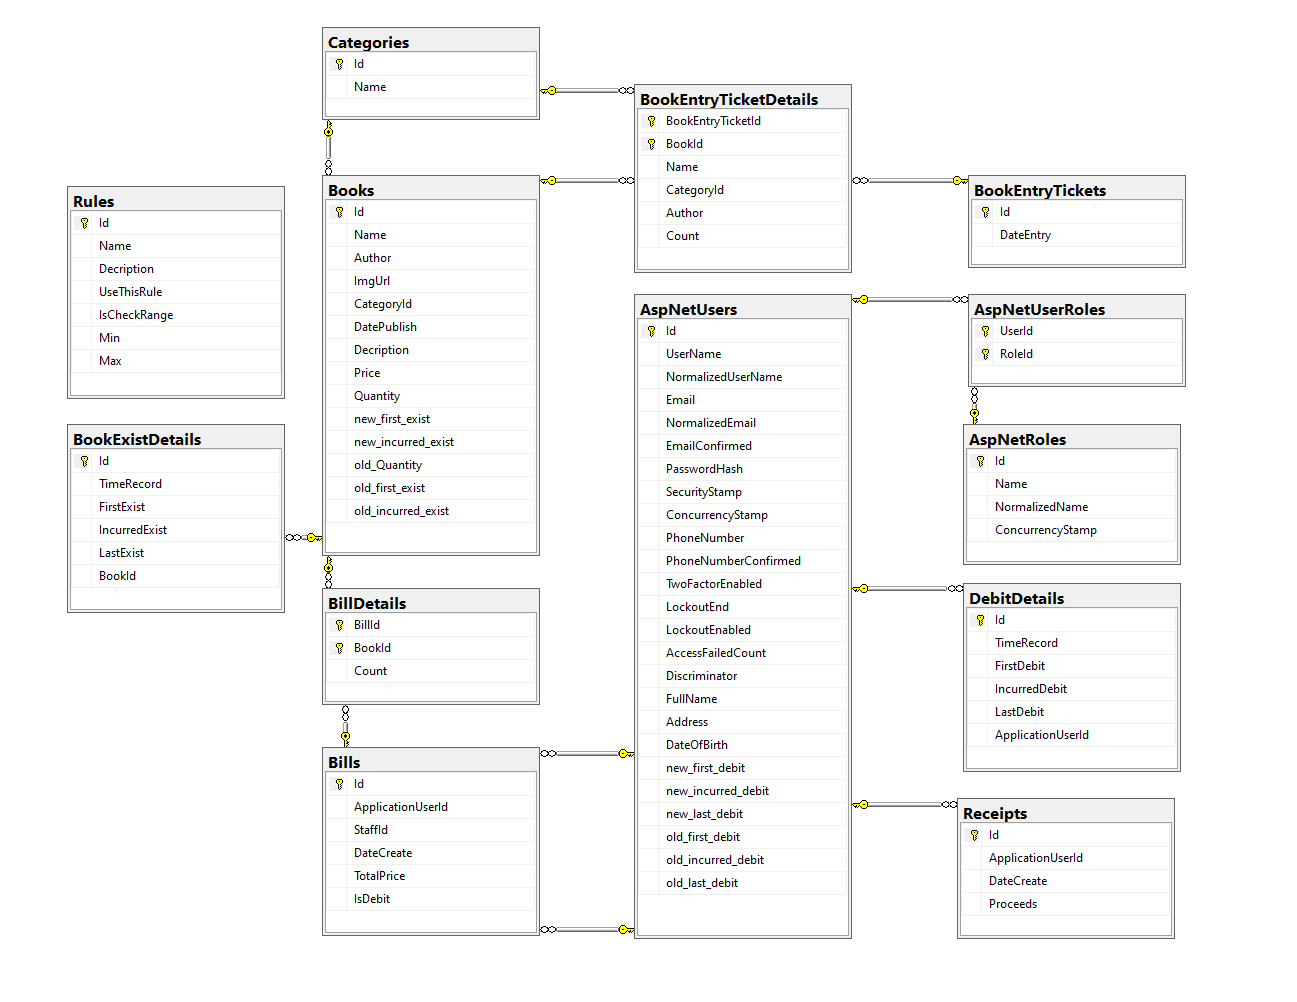 Categories
Id
Name
BookEntryTicketDetails
BookEntryTicketId
BookId
Name
CategoryId
Author
Count
BookEntryTickets
Id
DateEntry
Rules
Id
Name
Decription
UseThisRule
IsCheckRange
Min
Max
Books
Id
Name
Author
ImgUrl
CategoryId
DatePublish
Decription
Price
Quantity
new_first_exist
new_incurred_exist
old_Quantity
old_first_exist
old_incurred_exist
AspNetUsers
Id
UserName
NormalizedUserName
Email
NormalizedEmail
EmailConfirmed
PasswordHash
SecurityStamp
ConcurrencyStamp
PhoneNumber
PhoneNumberConfirmed
TwoFactorEnabled
LockoutEnd
LockoutEnabled
AccessFailedCount
Discriminator
FullName
Address
DateOfBirth
new_first_debit
new_incurred_debit
new_last_debit
old_first_debit
old_incurred_debit
old_last_debit
AspNetUserRoles
UserId
RoleId
AspNetRoles
Id
Name
NormalizedName
ConcurrencyStamp
BookExistDetails
Id
TimeRecord
FirstExist
IncurredExist
LastExist
BookId
BillDetails
BillId
BookId
Count
DebitDetails
Id
TimeRecord
FirstDebit
IncurredDebit
LastDebit
ApplicationUserId
Bills
Id
ApplicationUserId
StaffId
DateCreate
TotalPrice
IsDebit
Receipts
Id
ApplicationUserId
DateCreate
Proceeds